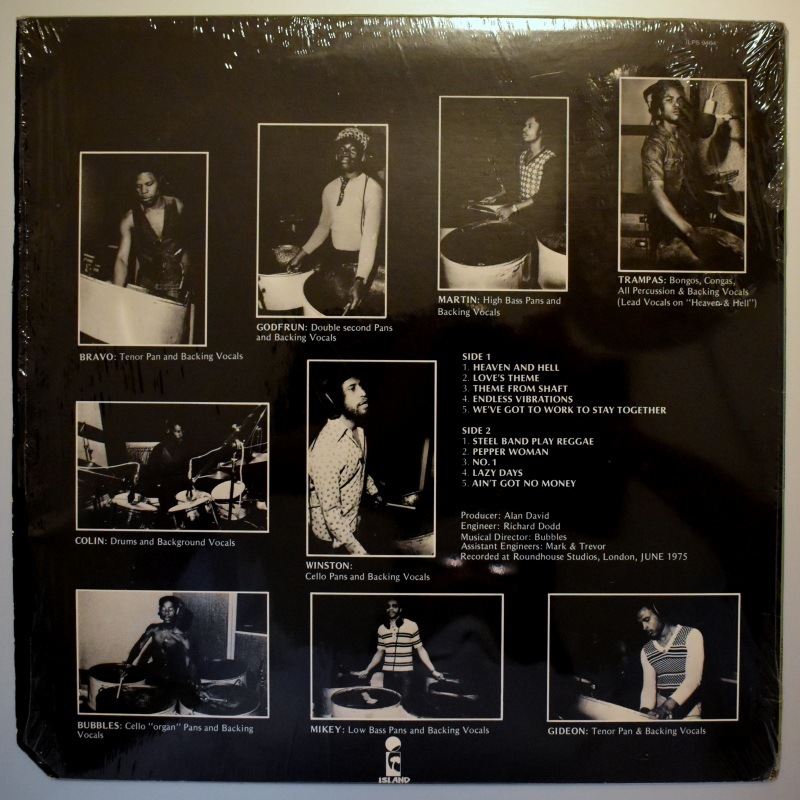 ILPS 9404
BRAVO: Tenor Pan and Backing Vocals
GODFRUN: Double second Pans
and Backing Vocals
MARTIN: High Bass Pans and
Backing Vocals
TRAMPAS: Bongos, Congas,
All Percussion & Backing Vocals
(Lead Vocals on "Heaven & Hell")
SIDE 1
1. HEAVEN AND HELL
2. LOVE'S THEME
3. THEME FROM SHAFT
4. ENDLESS VIBRATIONS
5. WE'VE GOT TO WORK TO STAY TOGETHER
SIDE 2
1. STEEL BAND PLAY REGGAE
2. PEPPER WOMAN
3. NO. 1
4. LAZY DAYS
5. AIN'T GOT NO MONEY
Producer: Alan David
Engineer: Richard Dodd
Musical Director: Bubbles
Assistant Engineers: Mark & Trevor
Recorded at Roundhouse Studios, London, JUNE 1975
COLIN: Drums and Background Vocals
WINSTON:
Cello Pans and Backing Vocals
BUBBLES: Cello "organ" Pans and Backing
Vocals
MIKEY: Low Bass Pans and Backing Vocals
GIDEON: Tenor Pan & Backing Vocals
ISLAND